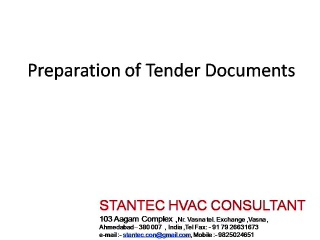 Preparation of Tender Documents
STANTEC HVAC CONSULTANT
103 Aagam Complex , Nr. Vasna tel. Exchange ,Vasna,
Ahmedabad - 380 007 , India ,Tel Fax: - 91 79 26631673
e-mail :- stantec.con@gmail.com, Mobile :- 9825024651